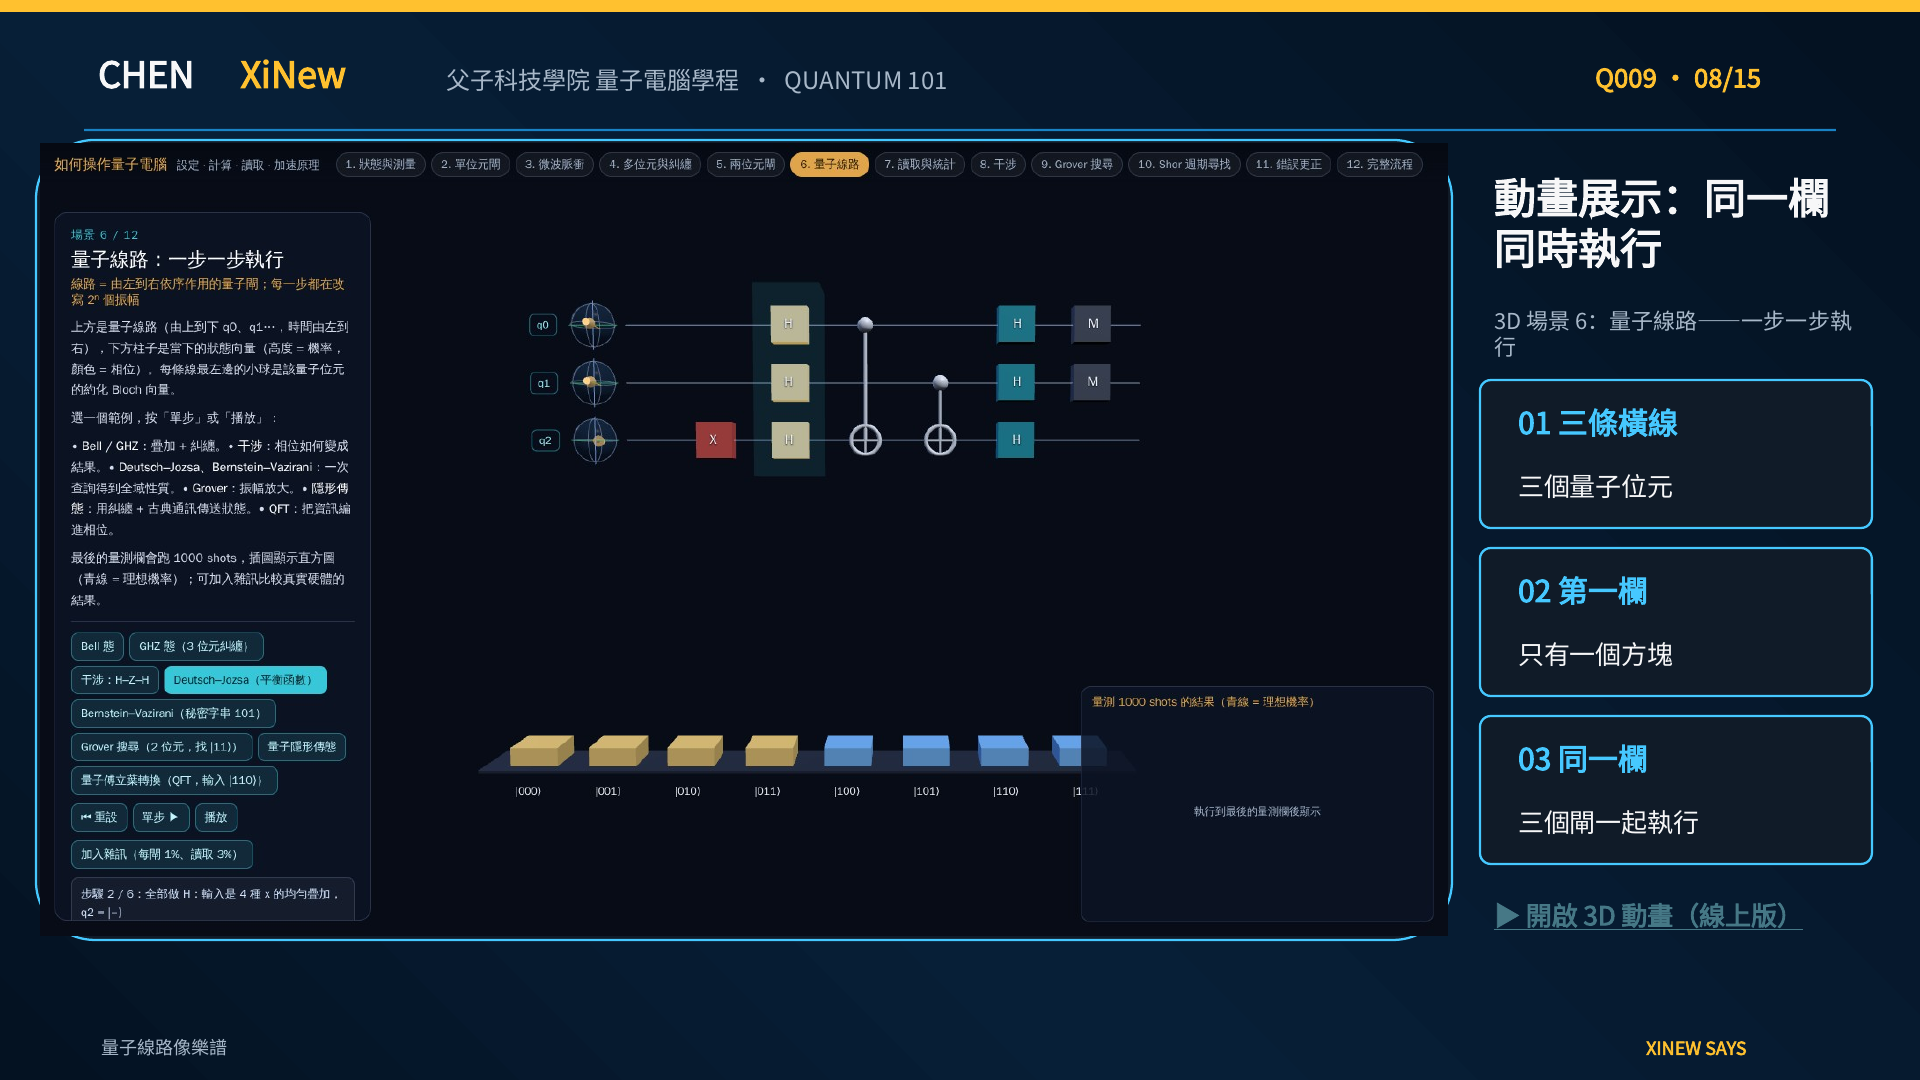 CHEN XiNew 父子科技學院 量子電腦學程 • QUANTUM 101 Q009 • 08/15
如何操作量子電腦 設定 · 計算 · 讀取 · 加速原理 1. 狀態與測量 2. 單位元閘 3. 微波脈衝 4. 多位元與糾纏 5. 兩位元閘 6. 量子線路 7. 讀取與統計 8. 干涉 9. Grover 搜尋 10. Shor 週期尋找 11. 錯誤更正 12. 完整流程
場景 6 / 12
量子線路：一步一步執行
線路 = 由左到右依序作用的量子閘；每一步都在改
寫 2ⁿ 個振幅
上方是量子線路（由上到下 q0、q1⋯，時間由左到
右），下方柱子是當下的狀態向量（高度 = 機率，
顏色 = 相位）。每條線最左邊的小球是該量子位元
的約化 Bloch 向量。
選一個範例，按「單步」或「播放」：
• Bell / GHZ：疊加 + 糾纏。• 干涉：相位如何變成
結果。• Deutsch–Jozsa、Bernstein–Vazirani：一次
查詢得到全域性質。• Grover：振幅放大。• 隱形傳
態：用糾纏 + 古典通訊傳送狀態。• QFT：把資訊編
進相位。
最後的量測欄會跑 1000 shots，插圖顯示直方圖
（青線 = 理想機率）；可加入雜訊比較真實硬體的
結果。
Bell 態 GHZ 態（3 位元糾纏）
干涉：H–Z–H Deutsch–Jozsa（平衡函數）
Bernstein–Vazirani（秘密字串 101）
Grover 搜尋（2 位元，找 |11⟩） 量子隱形傳態
量子傅立葉轉換（QFT，輸入 |110⟩）
⏮ 重設 單步 ▶ 播放
加入雜訊（每閘 1%、讀取 3%）
步驟 2 / 6：全部做 H：輸入是 4 種 x 的均勻疊加，
q2 = |−⟩
q0 H H M
q1 H H M
q2 X H H
|000⟩ |001⟩ |010⟩ |011⟩ |100⟩ |101⟩ |110⟩ |111⟩
量測 1000 shots 的結果（青線 = 理想機率）
執行到最後的量測欄後顯示
動畫展示：同一欄
同時執行
3D 場景 6：量子線路——一步一步執
行
01 三條橫線
三個量子位元
02 第一欄
只有一個方塊
03 同一欄
三個閘一起執行
▶ 開啟 3D 動畫（線上版）
量子線路像樂譜
XINEW SAYS